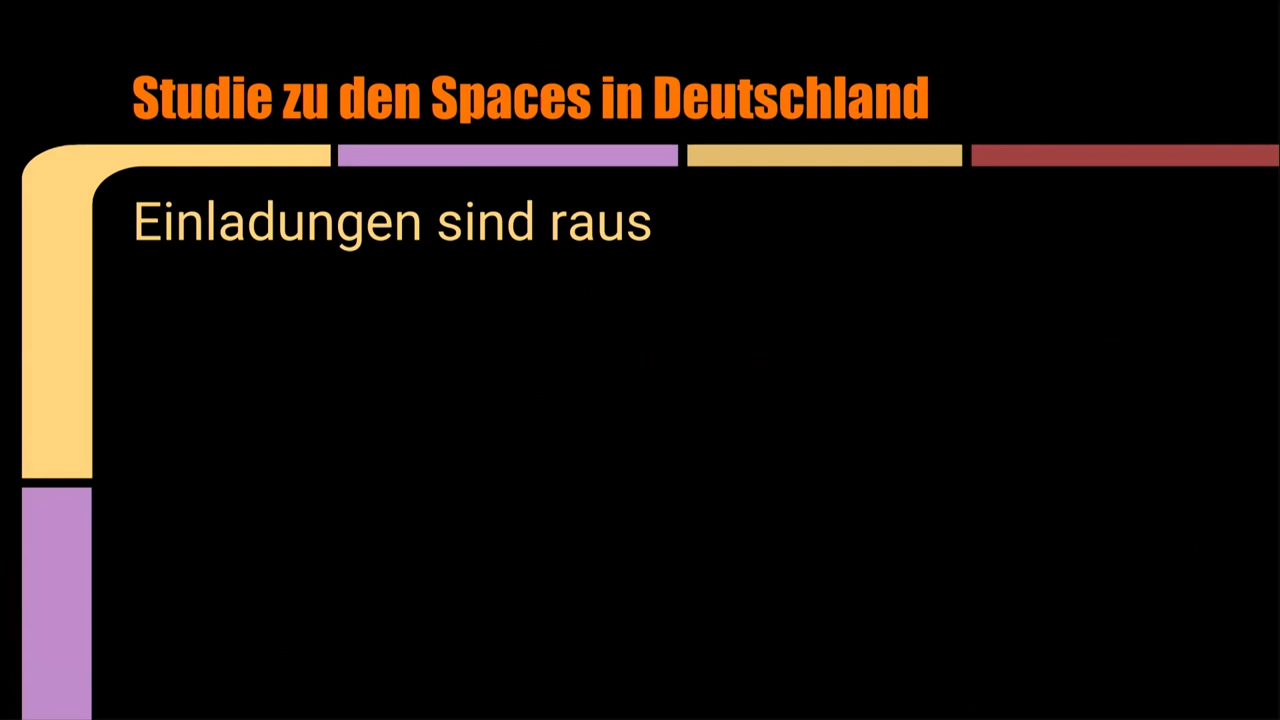 Studie zu den Spaces in Deutschland
Einladungen sind raus